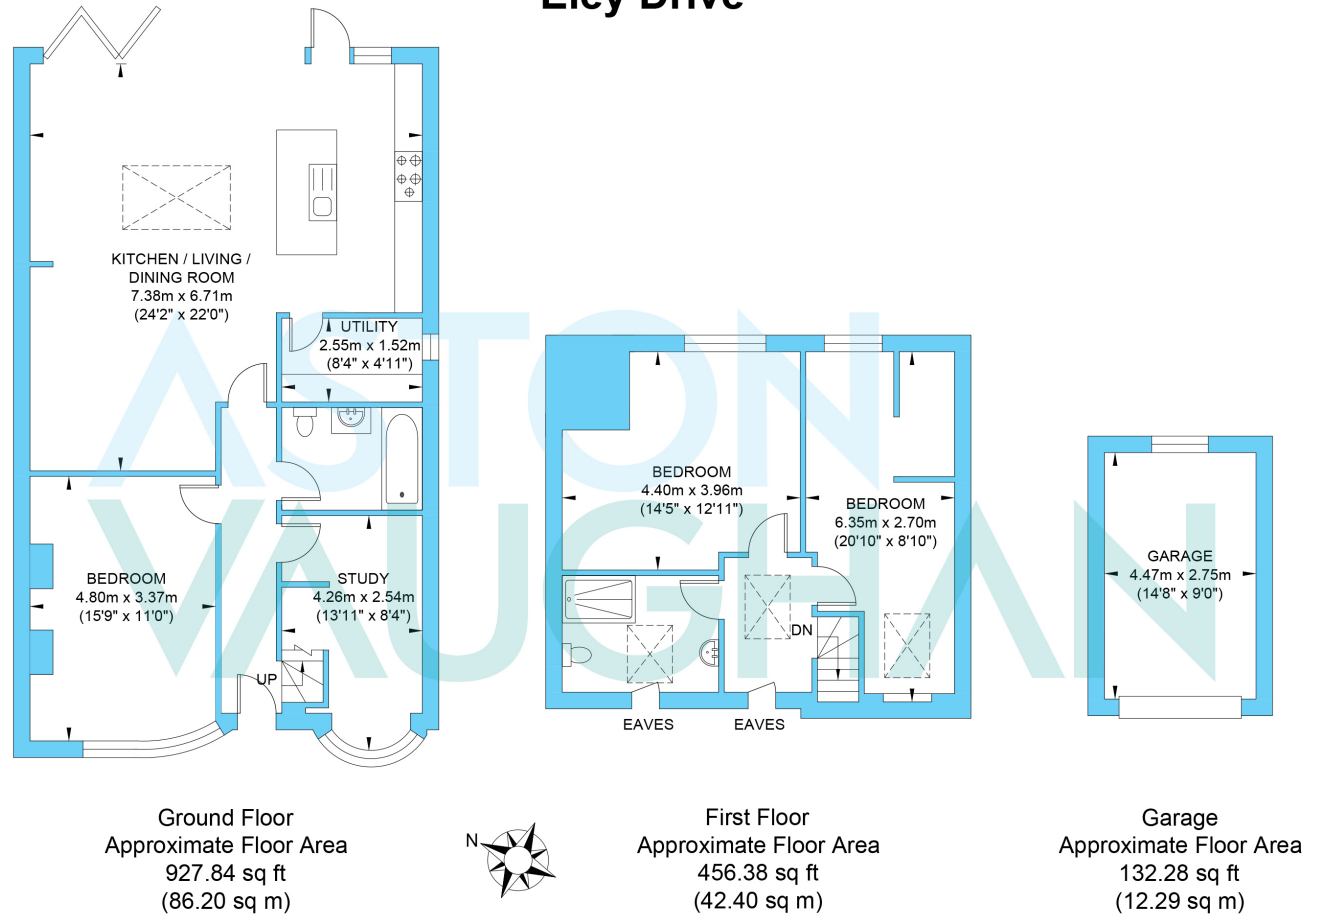 Eley Drive
KITCHEN / LIVING /
DINING ROOM
7.38m x 6.71m
(24'2" x 22'0")
UTILITY
2.55m x 1.52m
(8'4" x 4'11")
BEDROOM
4.80m x 3.37m
(15'9" x 11'0")
STUDY
4.26m x 2.54m
(13'11" x 8'4")
UP
BEDROOM
4.40m x 3.96m
(14'5" x 12'11")
BEDROOM
6.35m x 2.70m
(20'10" x 8'10")
DN
EAVES
EAVES
GARAGE
4.47m x 2.75m
(14'8" x 9'0")
ASTON
VAUGHAN
Ground Floor
Approximate Floor Area
927.84 sq ft
(86.20 sq m)
N
First Floor
Approximate Floor Area
456.38 sq ft
(42.40 sq m)
Garage
Approximate Floor Area
132.28 sq ft
(12.29 sq m)